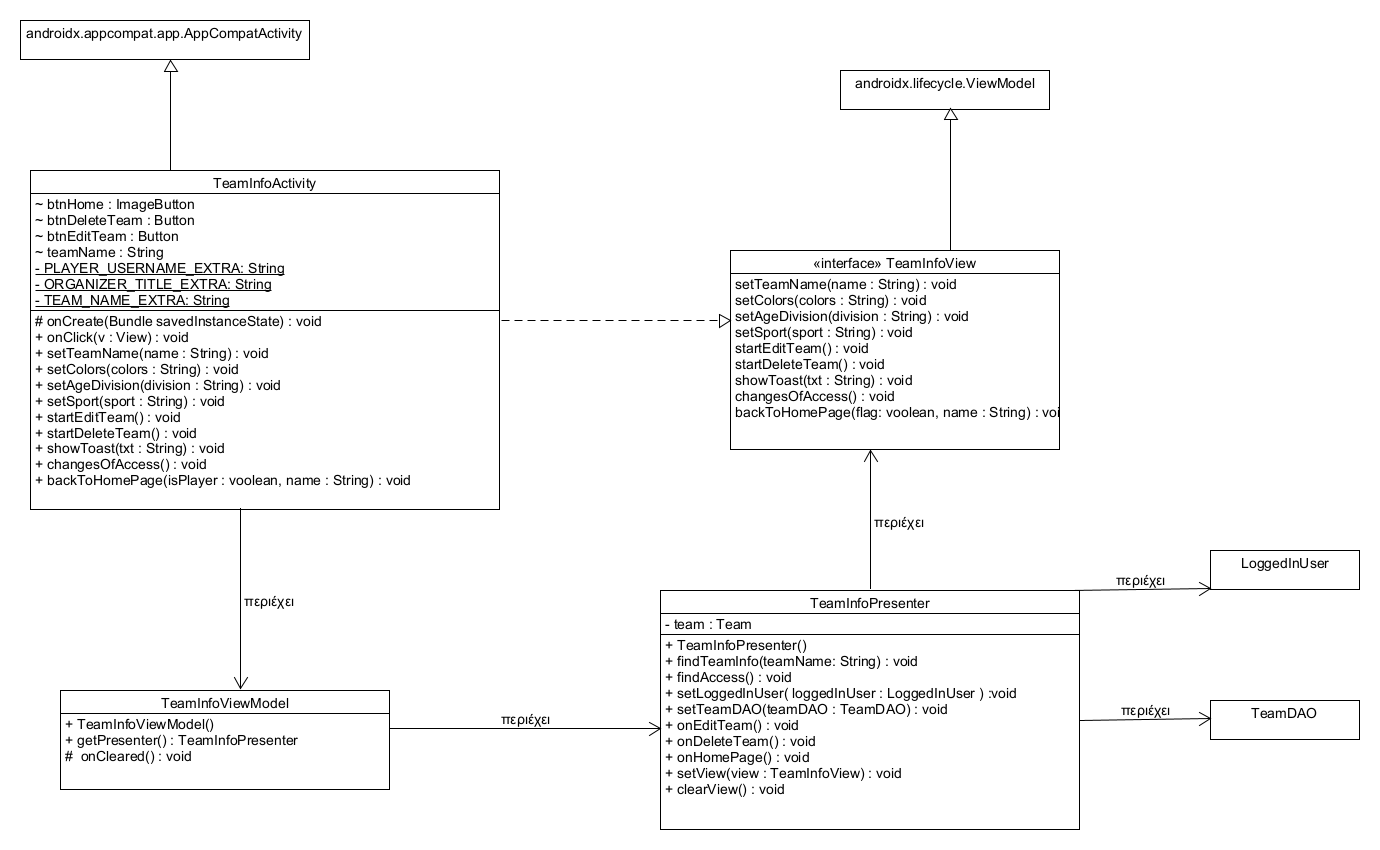 androidx.appcompat.app.AppCompatActivity
androidx.lifecycle.ViewModel
TeamInfoActivity
~ btnHome : ImageButton
~ btnDeleteTeam : Button
~ btnEditTeam : Button
~ teamName : String
- PLAYER_USERNAME_EXTRA: String
- ORGANIZER_TITLE_EXTRA: String
- TEAM_NAME_EXTRA: String
# onCreate(Bundle savedInstanceState) : void
+ onClick(v : View) : void
+ setTeamName(name : String) : void
+ setColors(colors : String) : void
+ setAgeDivision(division : String) : void
+ setSport(sport : String) : void
+ startEditTeam() : void
+ startDeleteTeam() : void
+ showToast(txt : String) : void
+ changesOfAccess() : void
+ backToHomePage(isPlayer : voolean, name : String) : void
«interface» TeamInfoView
setTeamName(name : String) : void
setColors(colors : String) : void
setAgeDivision(division : String) : void
setSport(sport : String) : void
startEditTeam() : void
startDeleteTeam() : void
showToast(txt : String) : void
changesOfAccess() : void
backToHomePage(flag: voolean, name : String) : voi
περιέχει
περιέχει
περιέχει
LoggedInUser
TeamInfoViewModel
+ TeamInfoViewModel()
+ getPresenter() : TeamInfoPresenter
# onCleared() : void
περιέχει
TeamInfoPresenter
- team : Team
+ TeamInfoPresenter()
+ findTeamInfo(teamName: String) : void
+ findAccess() : void
+ setLoggedInUser( loggedInUser : LoggedInUser ) :void
+ setTeamDAO(teamDAO : TeamDAO) : void
+ onEditTeam() : void
+ onDeleteTeam() : void
+ onHomePage() : void
+ setView(view : TeamInfoView) : void
+ clearView() : void
περιέχει
TeamDAO